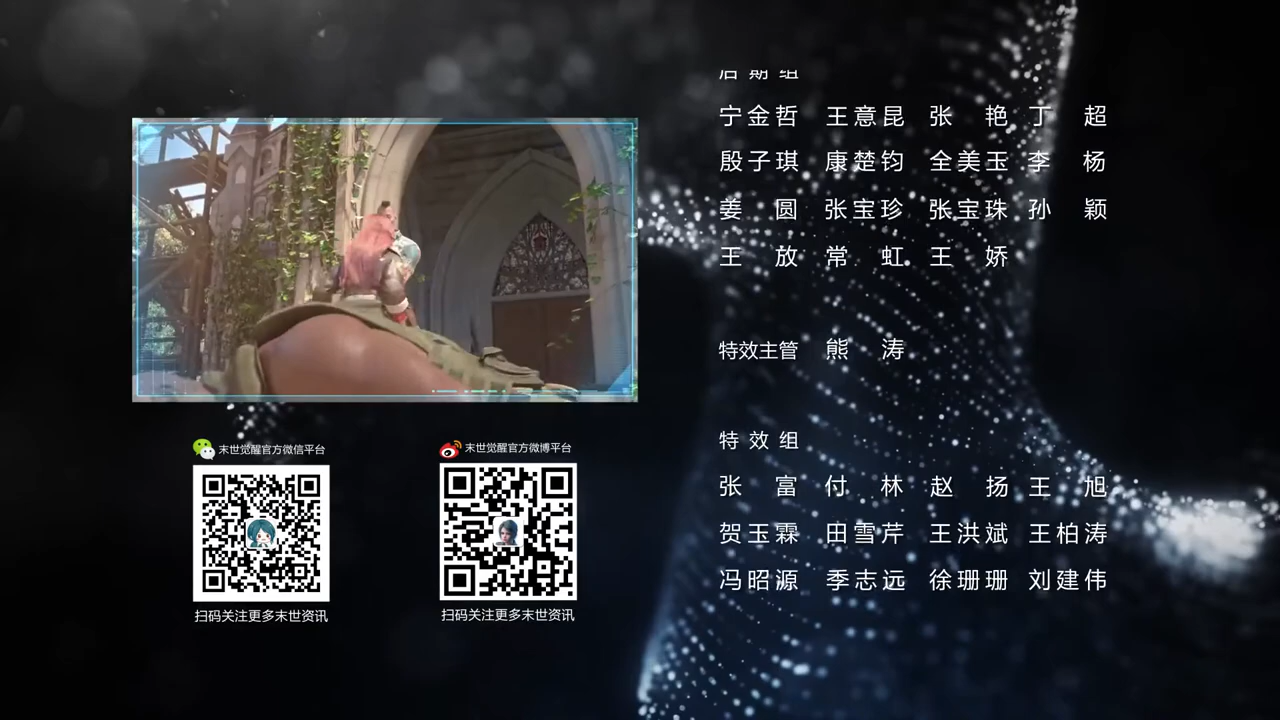 末世觉醒官方微信平台
扫码关注更多末世资讯
末世觉醒官方微博平台
扫码关注更多末世资讯
后期组
宁金哲 王意昆 张艳 丁超
殷子琪 康楚钧 全美玉 李杨
姜圆 张宝珍 张宝珠 孙颖
王放 常虹 王娇
特效主管 熊涛
特效组
张富 付林 赵扬 王旭
贺玉霖 田雪芹 王洪斌 王柏涛
冯昭源 季志远 徐珊珊 刘建伟